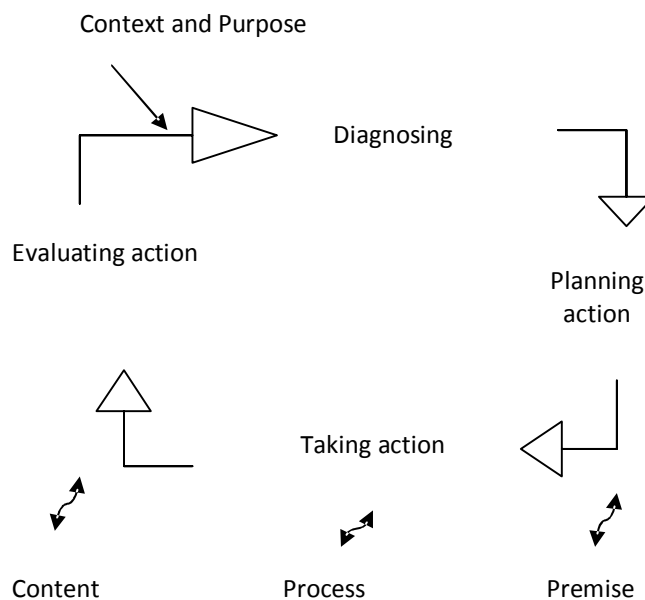 Context and Purpose
Diagnosing
Evaluating action
Planning
action
Taking action
Content
Process
Premise